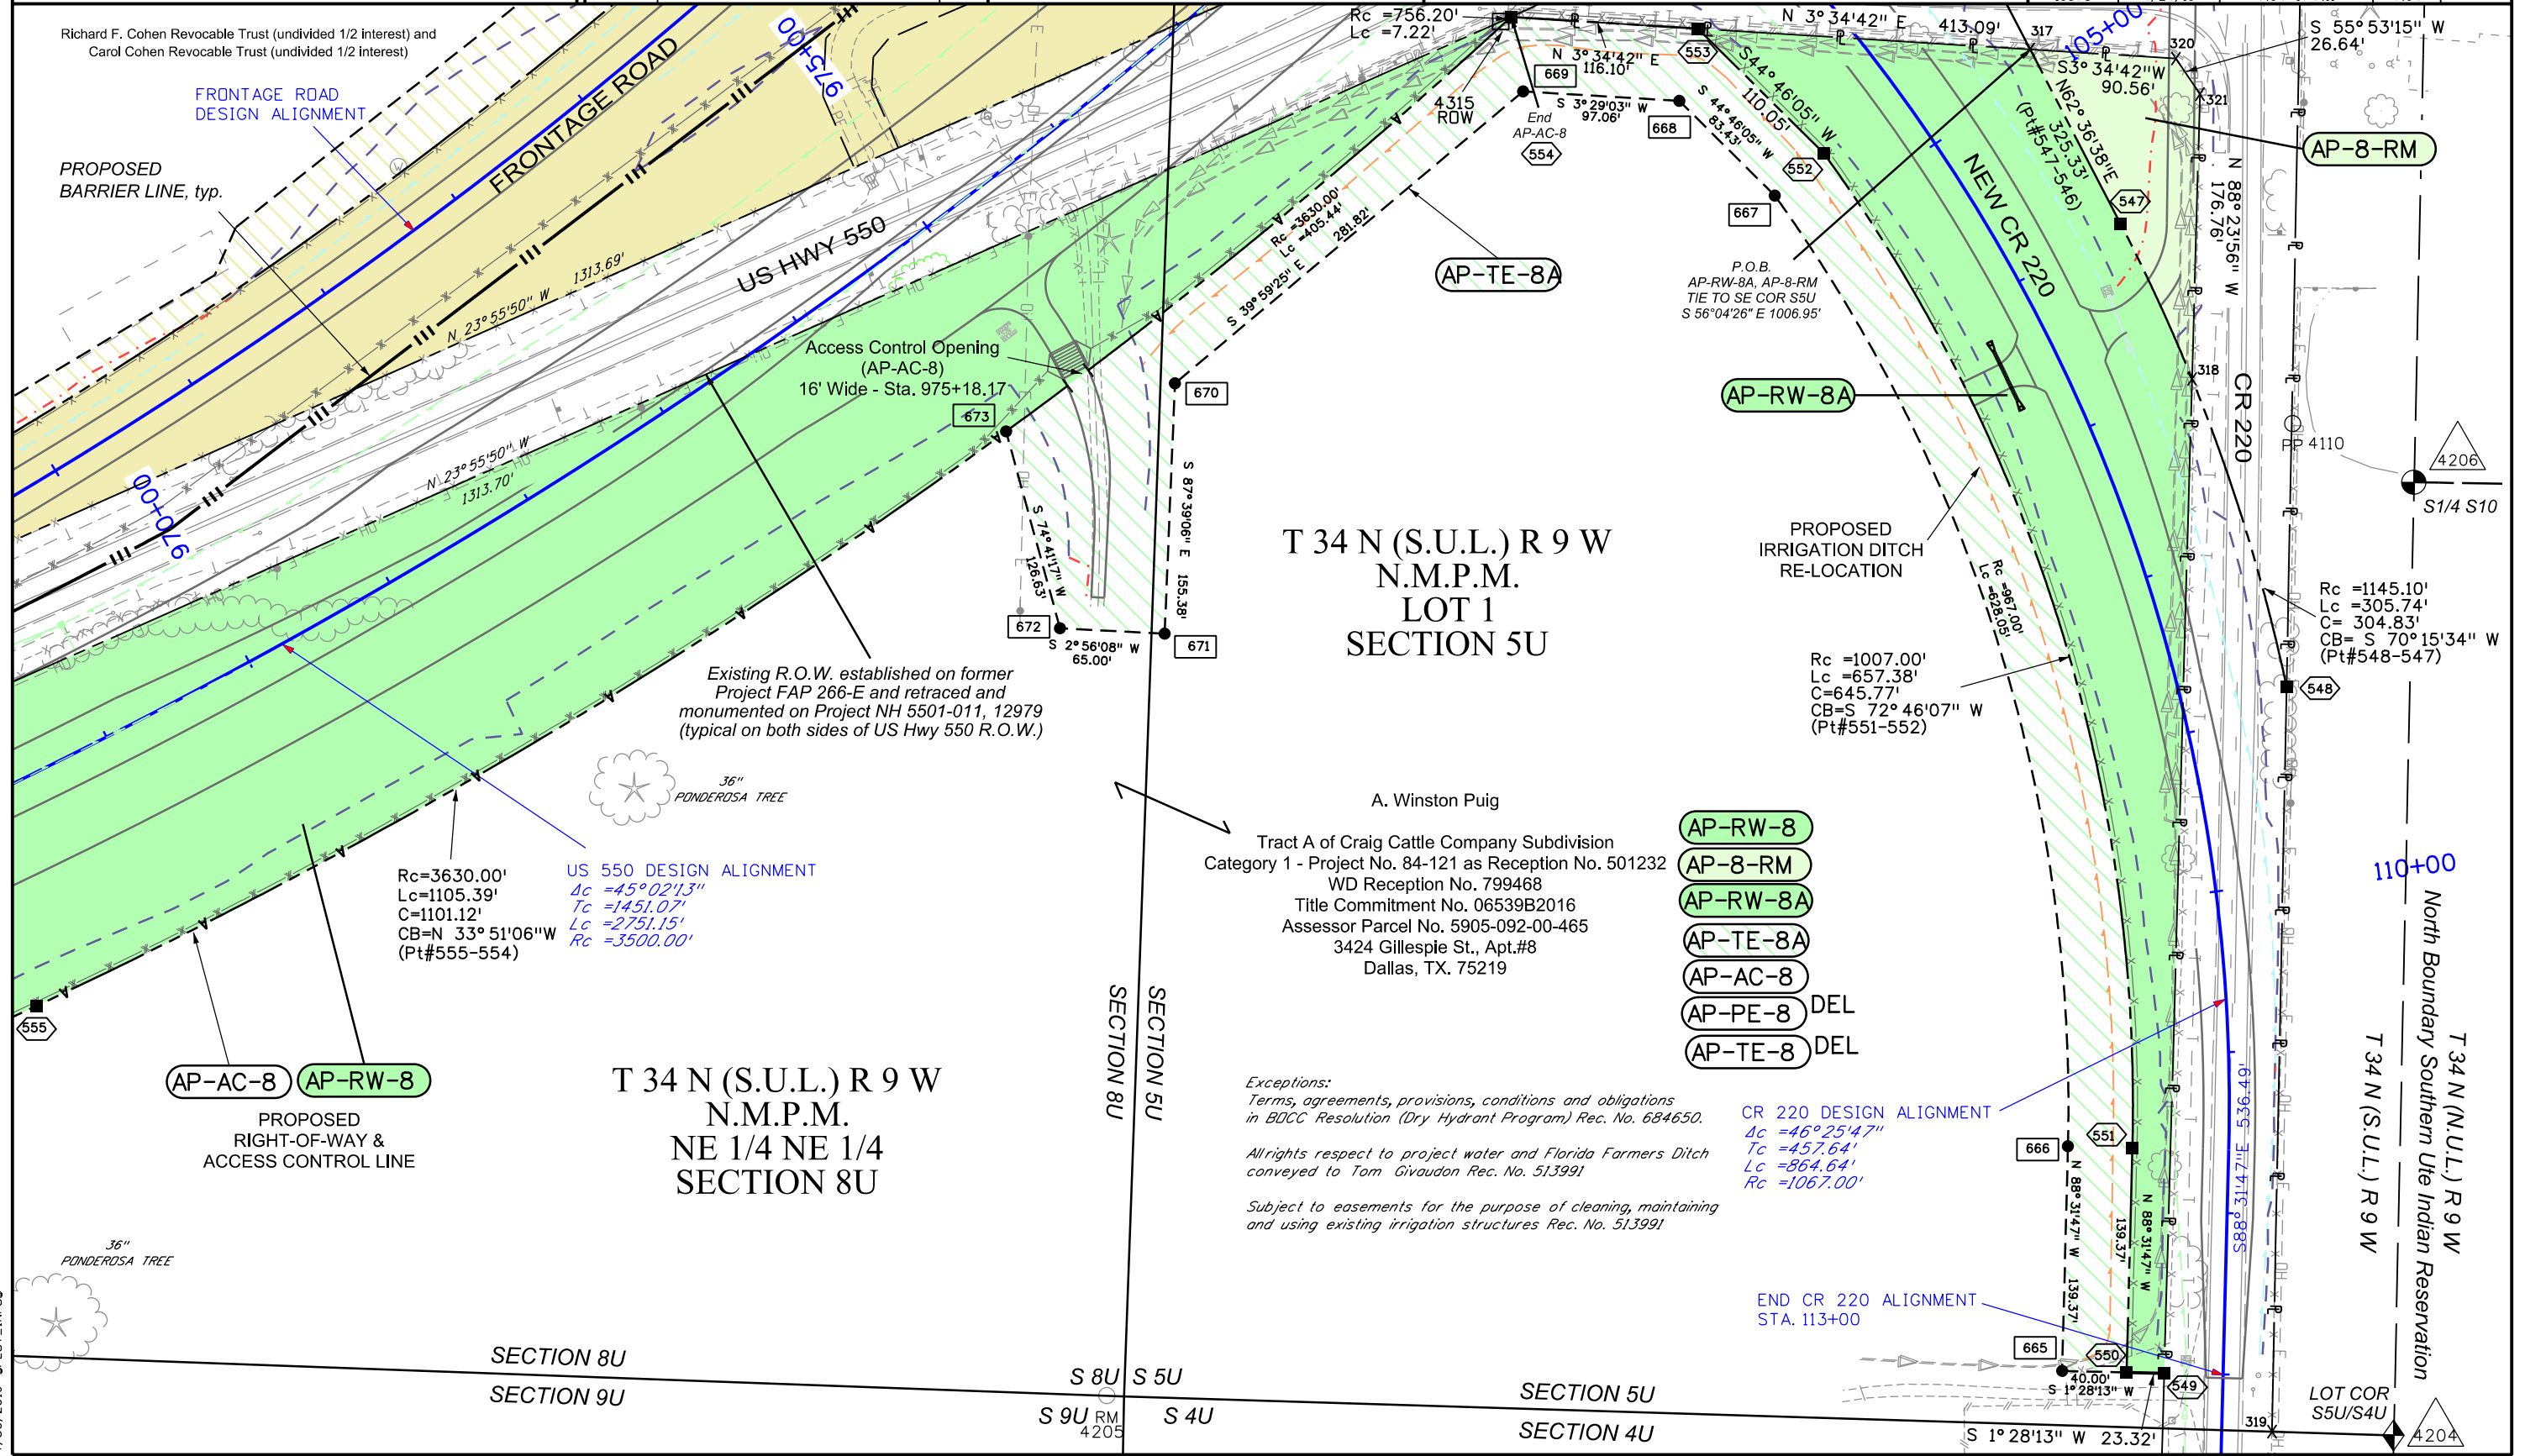 Richard F. Cohen Revocable Trust (undivided 1/2 interest) and
Carol Cohen Revocable Trust (undivided 1/2 interest)
FRONTAGE ROAD
DESIGN ALIGNMENT
PROPOSED
BARRIER LINE, typ.
FRONTAGE ROAD
975+00
970+00
US HWY 550
1313.69'
N 23°55'50" W
N 23°55'50" W
1313.70'
Access Control Opening
(AP-AC-8)
16' Wide - Sta. 975+18.17
673
670
S 87°39'06" E 155.38'
S 74°41'17" W
126.63'
672
671
S 2°56'08" W
65.00'
Rc =756.20'
Lc =7.22'
N 3°34'42" E
116.10'
669
4315
ROW
End
AP-AC-8
554
S 3°29'03" W
97.06'
668
553
S44°46'05" W
110.05'
S 44°46'05" W
83.43'
552
667
Rc =3630.00'
Lc =405.44'
281.82'
S 39°59'25" E
AP-TE-8A
N 3°34'42" E 413.09'
317
105+00
320
S3°34'42"W
90.56'
S 55°53'15" W
26.64'
321
N62°36'38"E
325.33'
(Pt#547-546)
547
N 88°23'56" W
176.76'
AP-8-RM
NEW CR 220
P.O.B.
AP-RW-8A, AP-8-RM
TIE TO SE COR S5U
S 56°04'26" E 1006.95'
AP-RW-8A
318
CR 220
PP 4110
4206
S1/4 S10
T 34 N (S.U.L.) R 9 W
N.M.P.M.
LOT 1
SECTION 5U
PROPOSED
IRRIGATION DITCH
RE-LOCATION
Rc =967.00'
Lc =628.05'
Rc =1007.00'
Lc =657.38'
C=645.77'
CB=S 72°46'07" W
(Pt#551-552)
Rc =1145.10'
Lc =305.74'
C= 304.83'
CB= S 70°15'34" W
(Pt#548-547)
548
Existing R.O.W. established on former
Project FAP 266-E and retraced and
monumented on Project NH 5501-011, 12979
(typical on both sides of US Hwy 550 R.O.W.)
36"
PONDEROSA TREE
Rc=3630.00'
Lc=1105.39'
C=1101.12'
CB=N 33°51'06"W
(Pt#555-554)
US 550 DESIGN ALIGNMENT
Δc =45°02'13"
Tc =1451.07'
Lc =2751.15'
Rc =3500.00'
A. Winston Puig
Tract A of Craig Cattle Company Subdivision
Category 1 - Project No. 84-121 as Reception No. 501232
WD Reception No. 799468
Title Commitment No. 06539B2016
Assessor Parcel No. 5905-092-00-465
3424 Gillespie St., Apt.#8
Dallas, TX. 75219
AP-RW-8
AP-8-RM
AP-RW-8A
AP-TE-8A
AP-AC-8
AP-PE-8 DEL
AP-TE-8 DEL
110+00
555
AP-AC-8
AP-RW-8
PROPOSED
RIGHT-OF-WAY &
ACCESS CONTROL LINE
SECTION 8U
SECTION 5U
T 34 N (S.U.L.) R 9 W
N.M.P.M.
NE 1/4 NE 1/4
SECTION 8U
Exceptions:
Terms, agreements, provisions, conditions and obligations
in BOCC Resolution (Dry Hydrant Program) Rec. No. 684650.
All rights respect to project water and Florida Farmers Ditch
conveyed to Tom Givaudon Rec. No. 513991
Subject to easements for the purpose of cleaning, maintaining
and using existing irrigation structures Rec. No. 513991
CR 220 DESIGN ALIGNMENT
Δc =46°25'47"
Tc =457.64'
Lc =864.64'
Rc =1067.00'
666
551
N 88°31'47" W 139.37'
N 88°31'47" W
139.37'
S88°31'47"E 536.49'
T 34 N (S.U.L.) R 9 W
North Boundary Southern Ute Indian Reservation
T 34 N (N.U.L.) R 9 W
36"
PONDEROSA TREE
END CR 220 ALIGNMENT
STA. 113+00
665
550
549
40.00'
S 1°28'13" W
S 1°28'13" W 23.32'
SECTION 8U
SECTION 9U
S 8U
S 5U
S 9U
RM
4205
S 4U
SECTION 5U
SECTION 4U
319
LOT COR
S5U/S4U
4204